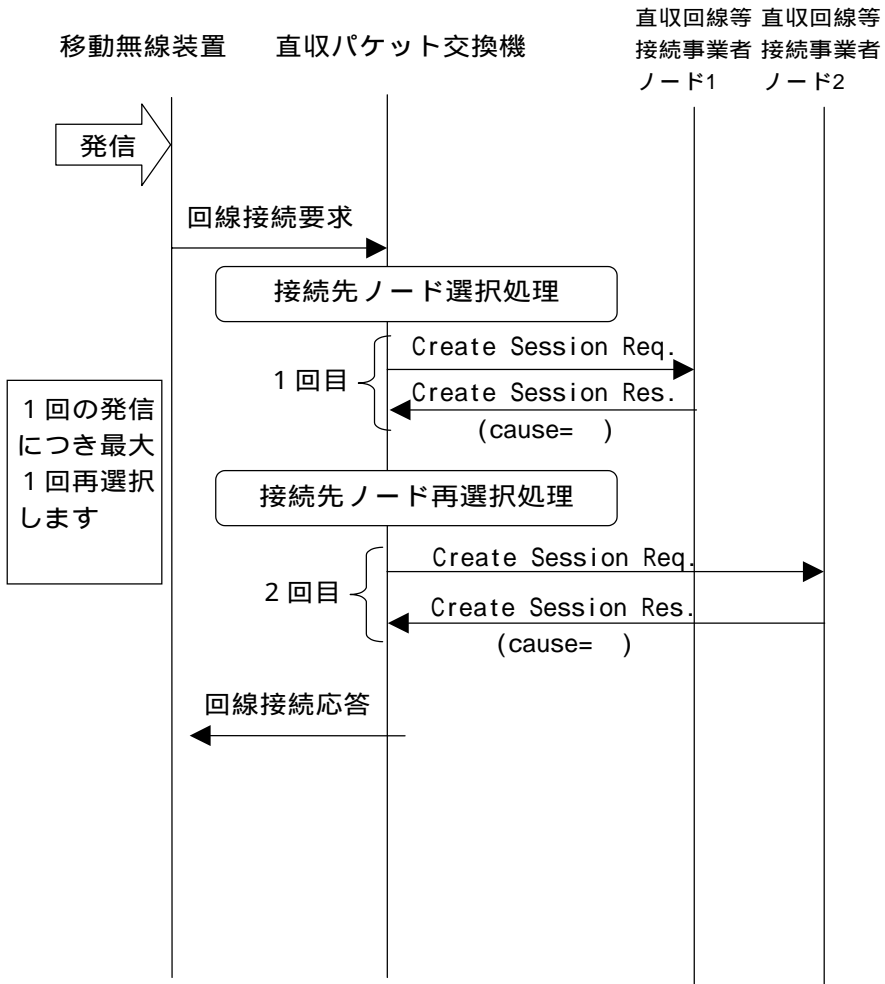 直収回線等 直収回線等
移動無線装置 直収パケット交換機 接続事業者 接続事業者
ノード1 ノード2
発信
回線接続要求
接続先ノード選択処理
Create Session Req.
1回目
Create Session Res.
(cause=  )
1回の発信
につき最大
1回再選択
します
接続先ノード再選択処理
Create Session Req.
2回目
Create Session Res.
(cause=  )
回線接続応答